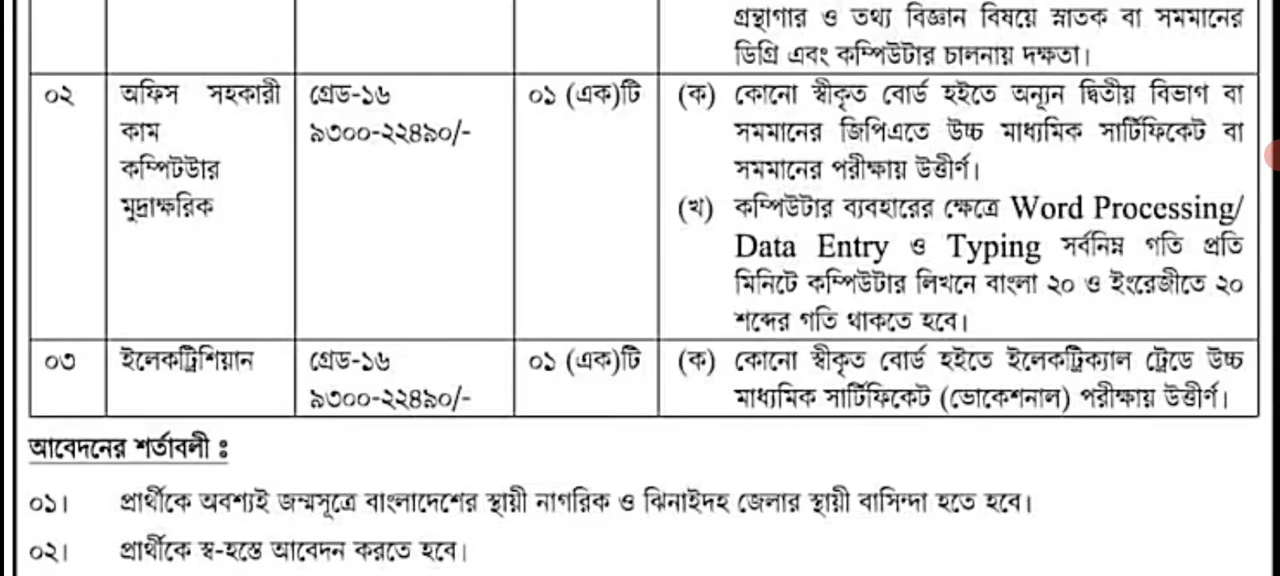 গ্রন্থাগার ও তথ্য বিজ্ঞান বিষয়ে স্নাতক বা সমমানের
ডিগ্রি এবং কম্পিউটার চালনায় দক্ষতা।
০২ অফিস সহকারী কাম কম্পিটউার মুদ্রাক্ষরিক
গ্রেড-১৬
৯৩০০-২২৪৯০/-
০১ (এক)টি
(ক) কোনো স্বীকৃত বোর্ড হইতে অন্যূন দ্বিতীয় বিভাগ বা
সমমানের জিপিএতে উচ্চ মাধ্যমিক সার্টিফিকেট বা
সমমানের পরীক্ষায় উত্তীর্ণ।
(খ) কম্পিউটার ব্যবহারের ক্ষেত্রে Word Processing/
Data Entry ও Typing সর্বনিম্ন গতি প্রতি
মিনিটে কম্পিউটার লিখনে বাংলা ২০ ও ইংরেজীতে ২০
শব্দের গতি থাকতে হবে।
০৩ ইলেকট্রিশিয়ান
গ্রেড-১৬
৯৩০০-২২৪৯০/-
০১ (এক)টি
(ক) কোনো স্বীকৃত বোর্ড হইতে ইলেকট্রিক্যাল ট্রেডে উচ্চ
মাধ্যমিক সার্টিফিকেট (ভোকেশনাল) পরীক্ষায় উত্তীর্ণ।
আবেদনের শর্তাবলী ঃ
০১। প্রার্থীকে অবশ্যই জন্মসূত্রে বাংলাদেশের স্থায়ী নাগরিক ও ঝিনাইদহ জেলার স্থায়ী বাসিন্দা হতে হবে।
০২। প্রার্থীকে স্ব-হস্তে আবেদন করতে হবে।